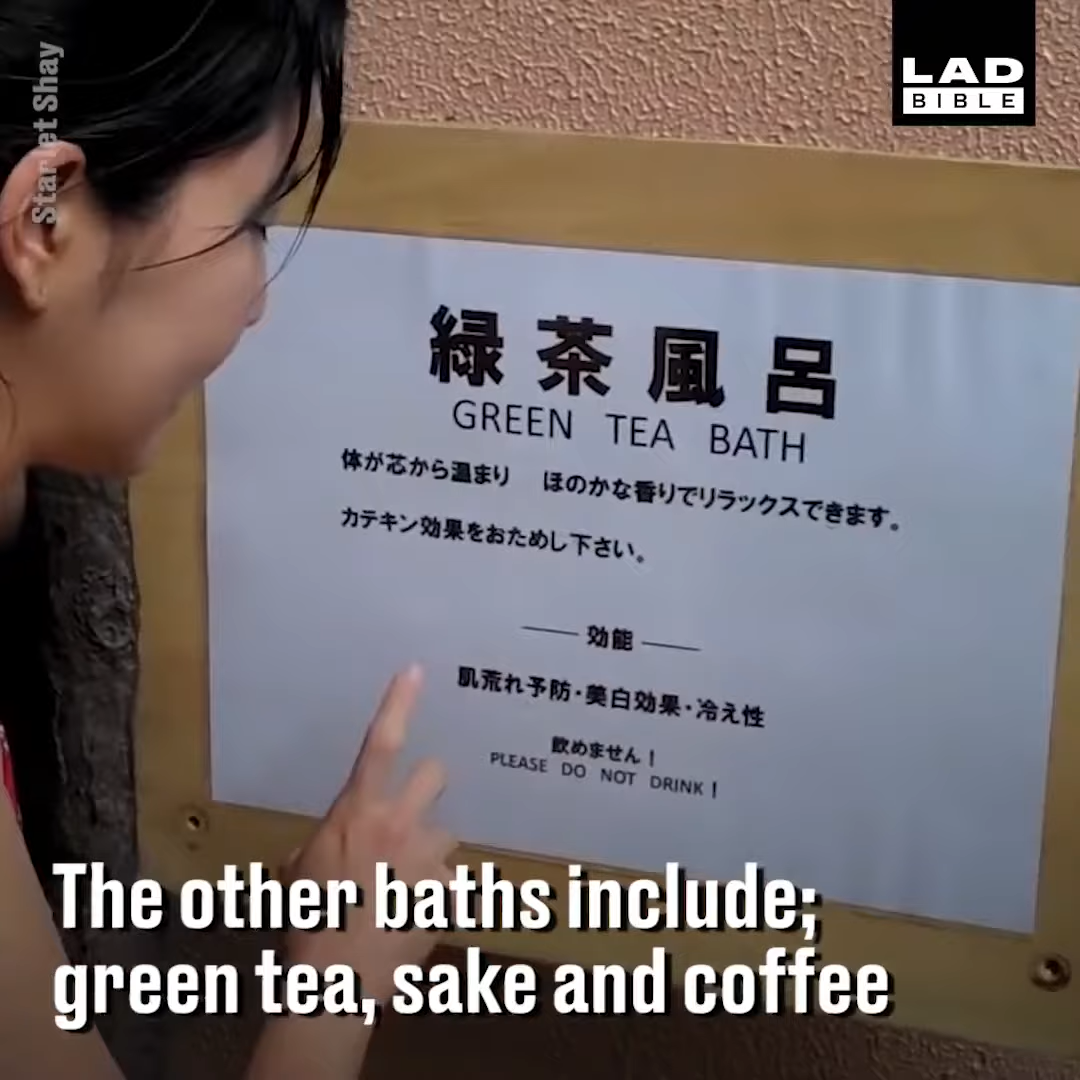 LAD
BIBLE
Starlet Shay
緑茶風呂
GREEN TEA BATH
体が芯から温まり ほのかな香りでリラックスできます。
カテキン効果をおためし下さい。
効能
肌荒れ予防・美白効果・冷え性
飲めません！
PLEASE DO NOT DRINK！
The other baths include;
green tea, sake and coffee